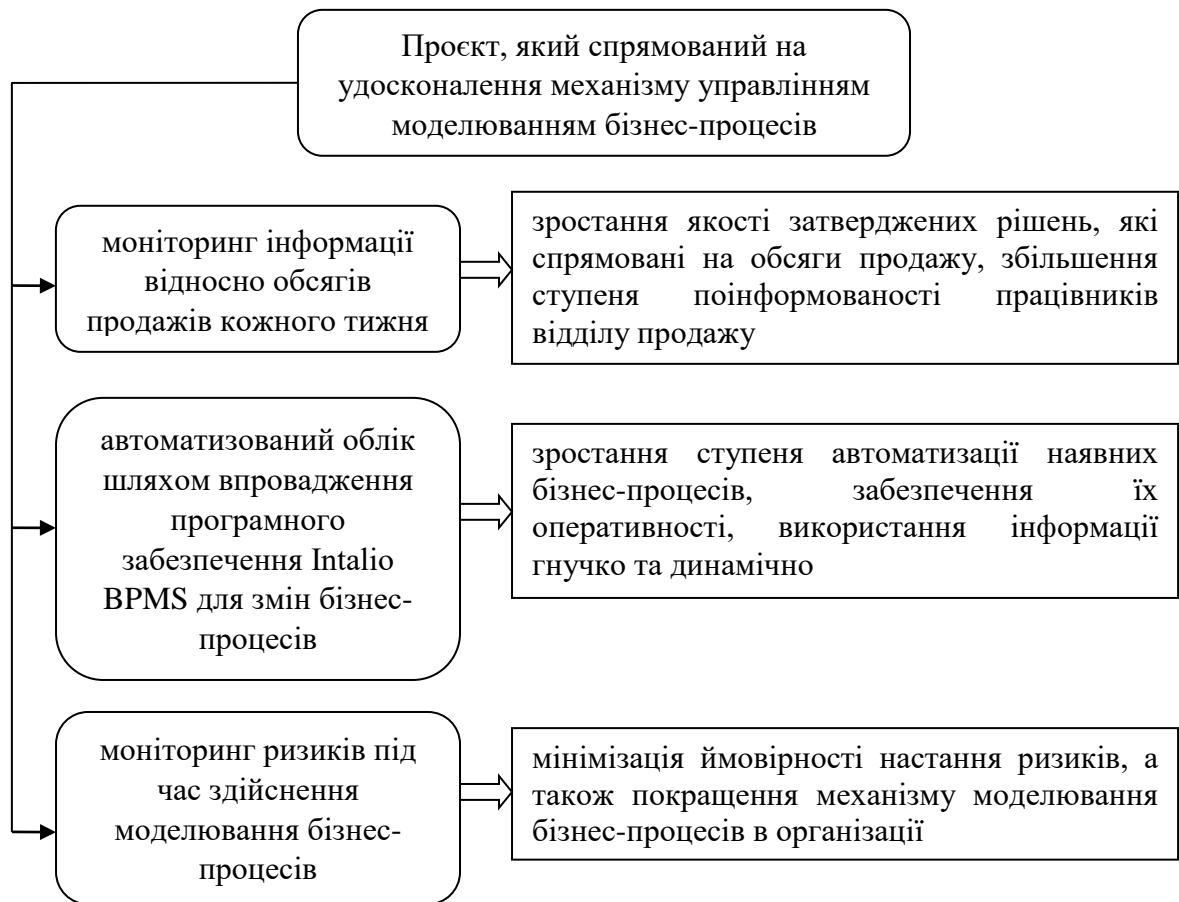 Проєкт, який спрямований на
удосконалення механізму управлінням
моделюванням бізнес-процесів
моніторинг інформації
відносно обсягів
продажів кожного тижня
зростання якості затверджених рішень, які
спрямовані на обсяги продажу, збільшення
ступеня поінформованості працівників
відділу продажу
автоматизований облік
шляхом впровадження
програмного
забезпечення Intalio
BPMS для змін бізнес-
процесів
зростання ступеня автоматизації наявних
бізнес-процесів, забезпечення їх
оперативності, використання інформації
гнучко та динамічно
моніторинг ризиків під
час здійснення
моделювання бізнес-
процесів
мінімізація ймовірності настання ризиків, а
також покращення механізму моделювання
бізнес-процесів в організації